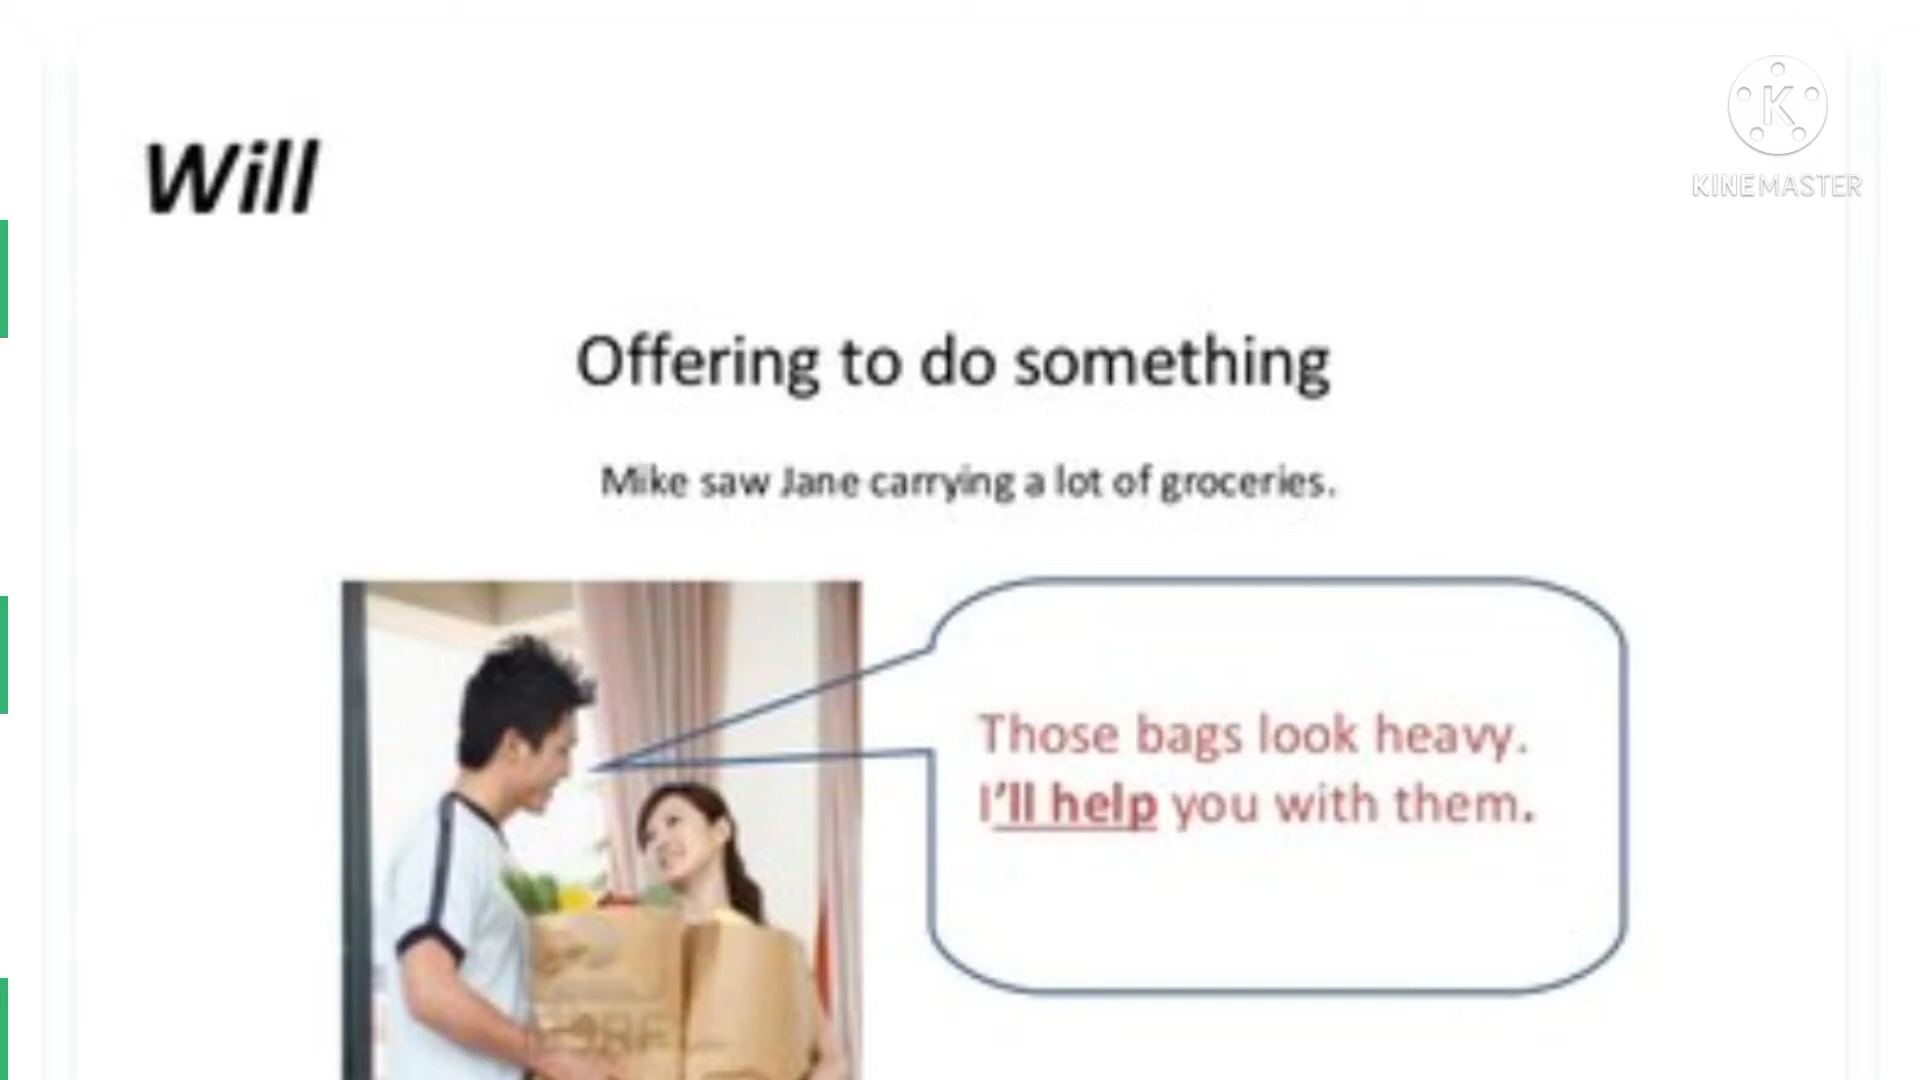 Will
KINEMASTER
Offering to do something
Mike saw Jane carrying a lot of groceries.
Those bags look heavy.
I'll help you with them.